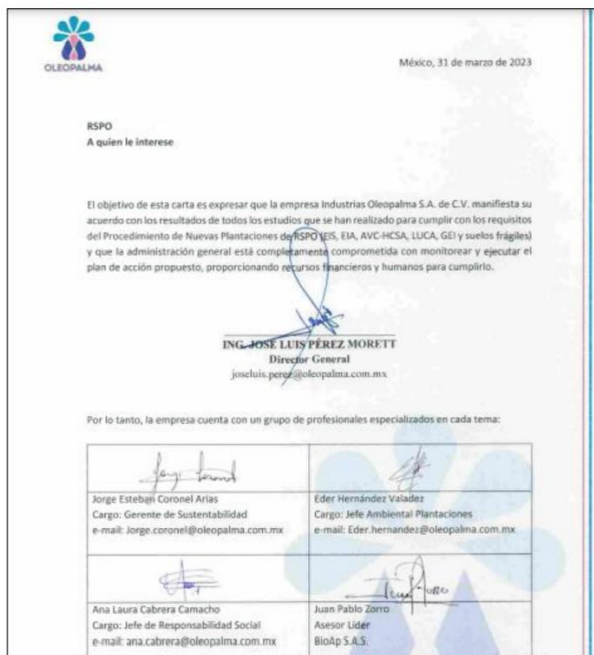 OLEOPALMA
México, 31 de marzo de 2023
RSPO
A quien le interese
El objetivo de esta carta es expresar que la empresa Industrias Oleopalma S.A. de C.V. manifiesta su
acuerdo con los resultados de todos los estudios que se han realizado para cumplir con los requisitos
del Procedimiento de Nuevas Plantaciones de RSPO (EIS, EIA, AVC-HCSA, LUCA, GEI y suelos frágiles)
y que la administración general está completamente comprometida con monitorear y ejecutar el
plan de acción propuesto, proporcionando recursos financieros y humanos para cumplirlo.
ING. JOSE LUIS PÉREZ MORETT
Director General
joseluis.perez@oleopalma.com.mx
Por lo tanto, la empresa cuenta con un grupo de profesionales especializados en cada tema:
Jorge Esteban Coronel Arias
Cargo: Gerente de Sustentabilidad
e-mail: Jorge.coronel@oleopalma.com.mx
Eder Hernández Valadez
Cargo: Jefe Ambiental Plantaciones
e-mail: Eder.hernandez@oleopalma.com.mx
Ana Laura Cabrera Camacho
Cargo: Jefe de Responsabilidad Social
e-mail: ana.cabrera@oleopalma.com.mx
Juan Pablo Zorro
Asesor Líder
BioAp S.A.S.